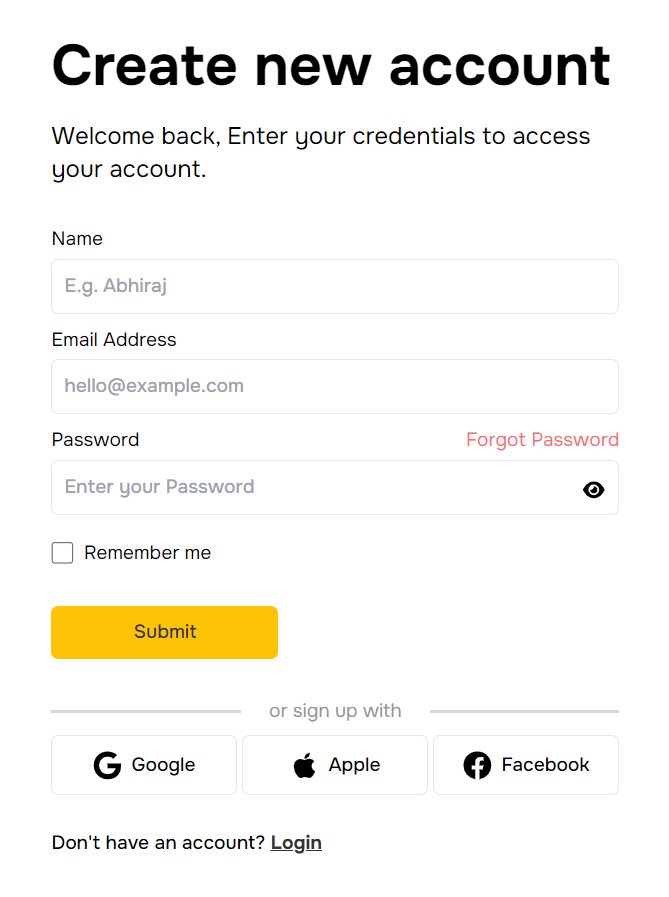 Create new account
Welcome back, Enter your credentials to access
your account.
Name
E.g. Abhiraj
Email Address
hello@example.com
Password Forgot Password
Enter your Password
Remember me
Submit
or sign up with
Google Apple Facebook
Don't have an account? Login